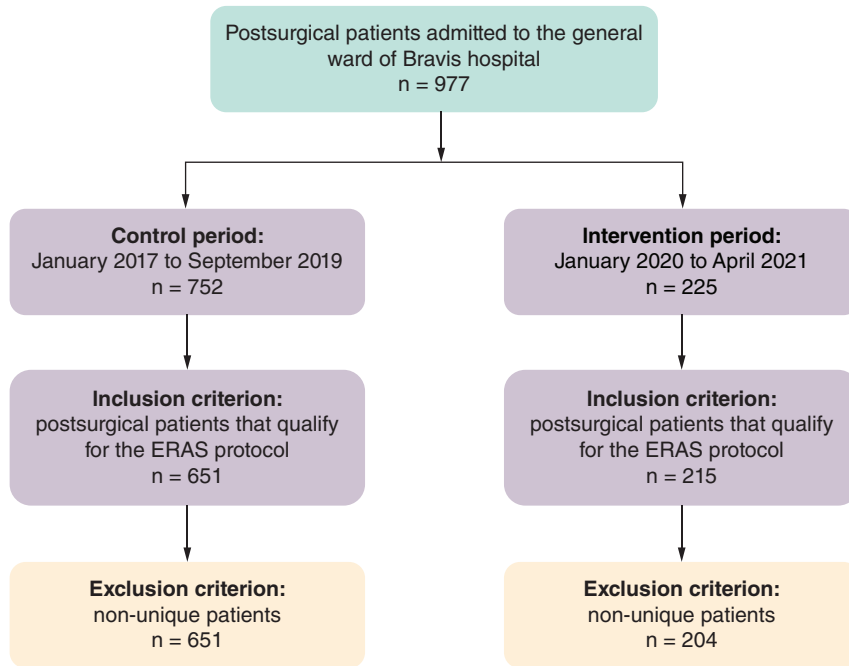 Postsurgical patients admitted to the general
ward of Bravis hospital
n = 977
Control period:
January 2017 to September 2019
n = 752
Intervention period:
January 2020 to April 2021
n = 225
Inclusion criterion:
postsurgical patients that qualify
for the ERAS protocol
n = 651
Inclusion criterion:
postsurgical patients that qualify
for the ERAS protocol
n = 215
Exclusion criterion:
non-unique patients
n = 651
Exclusion criterion:
non-unique patients
n = 204